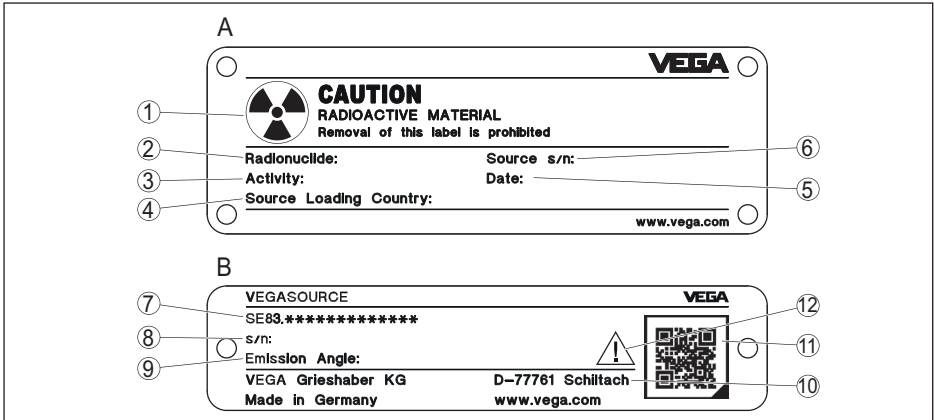 A
VEGA
CAUTION
RADIOACTIVE MATERIAL
Removal of this label is prohibited
1
2
3
4
Radionuclide: Source s/n:
Activity: Date:
Source Loading Country:
6
5
www.vega.com
B
VEGASOURCE VEGA
7
8
9
SE83.*************
s/n:
Emission Angle:
12
11
10
VEGA Grieshaber KG D-77761 Schiltach
Made in Germany www.vega.com